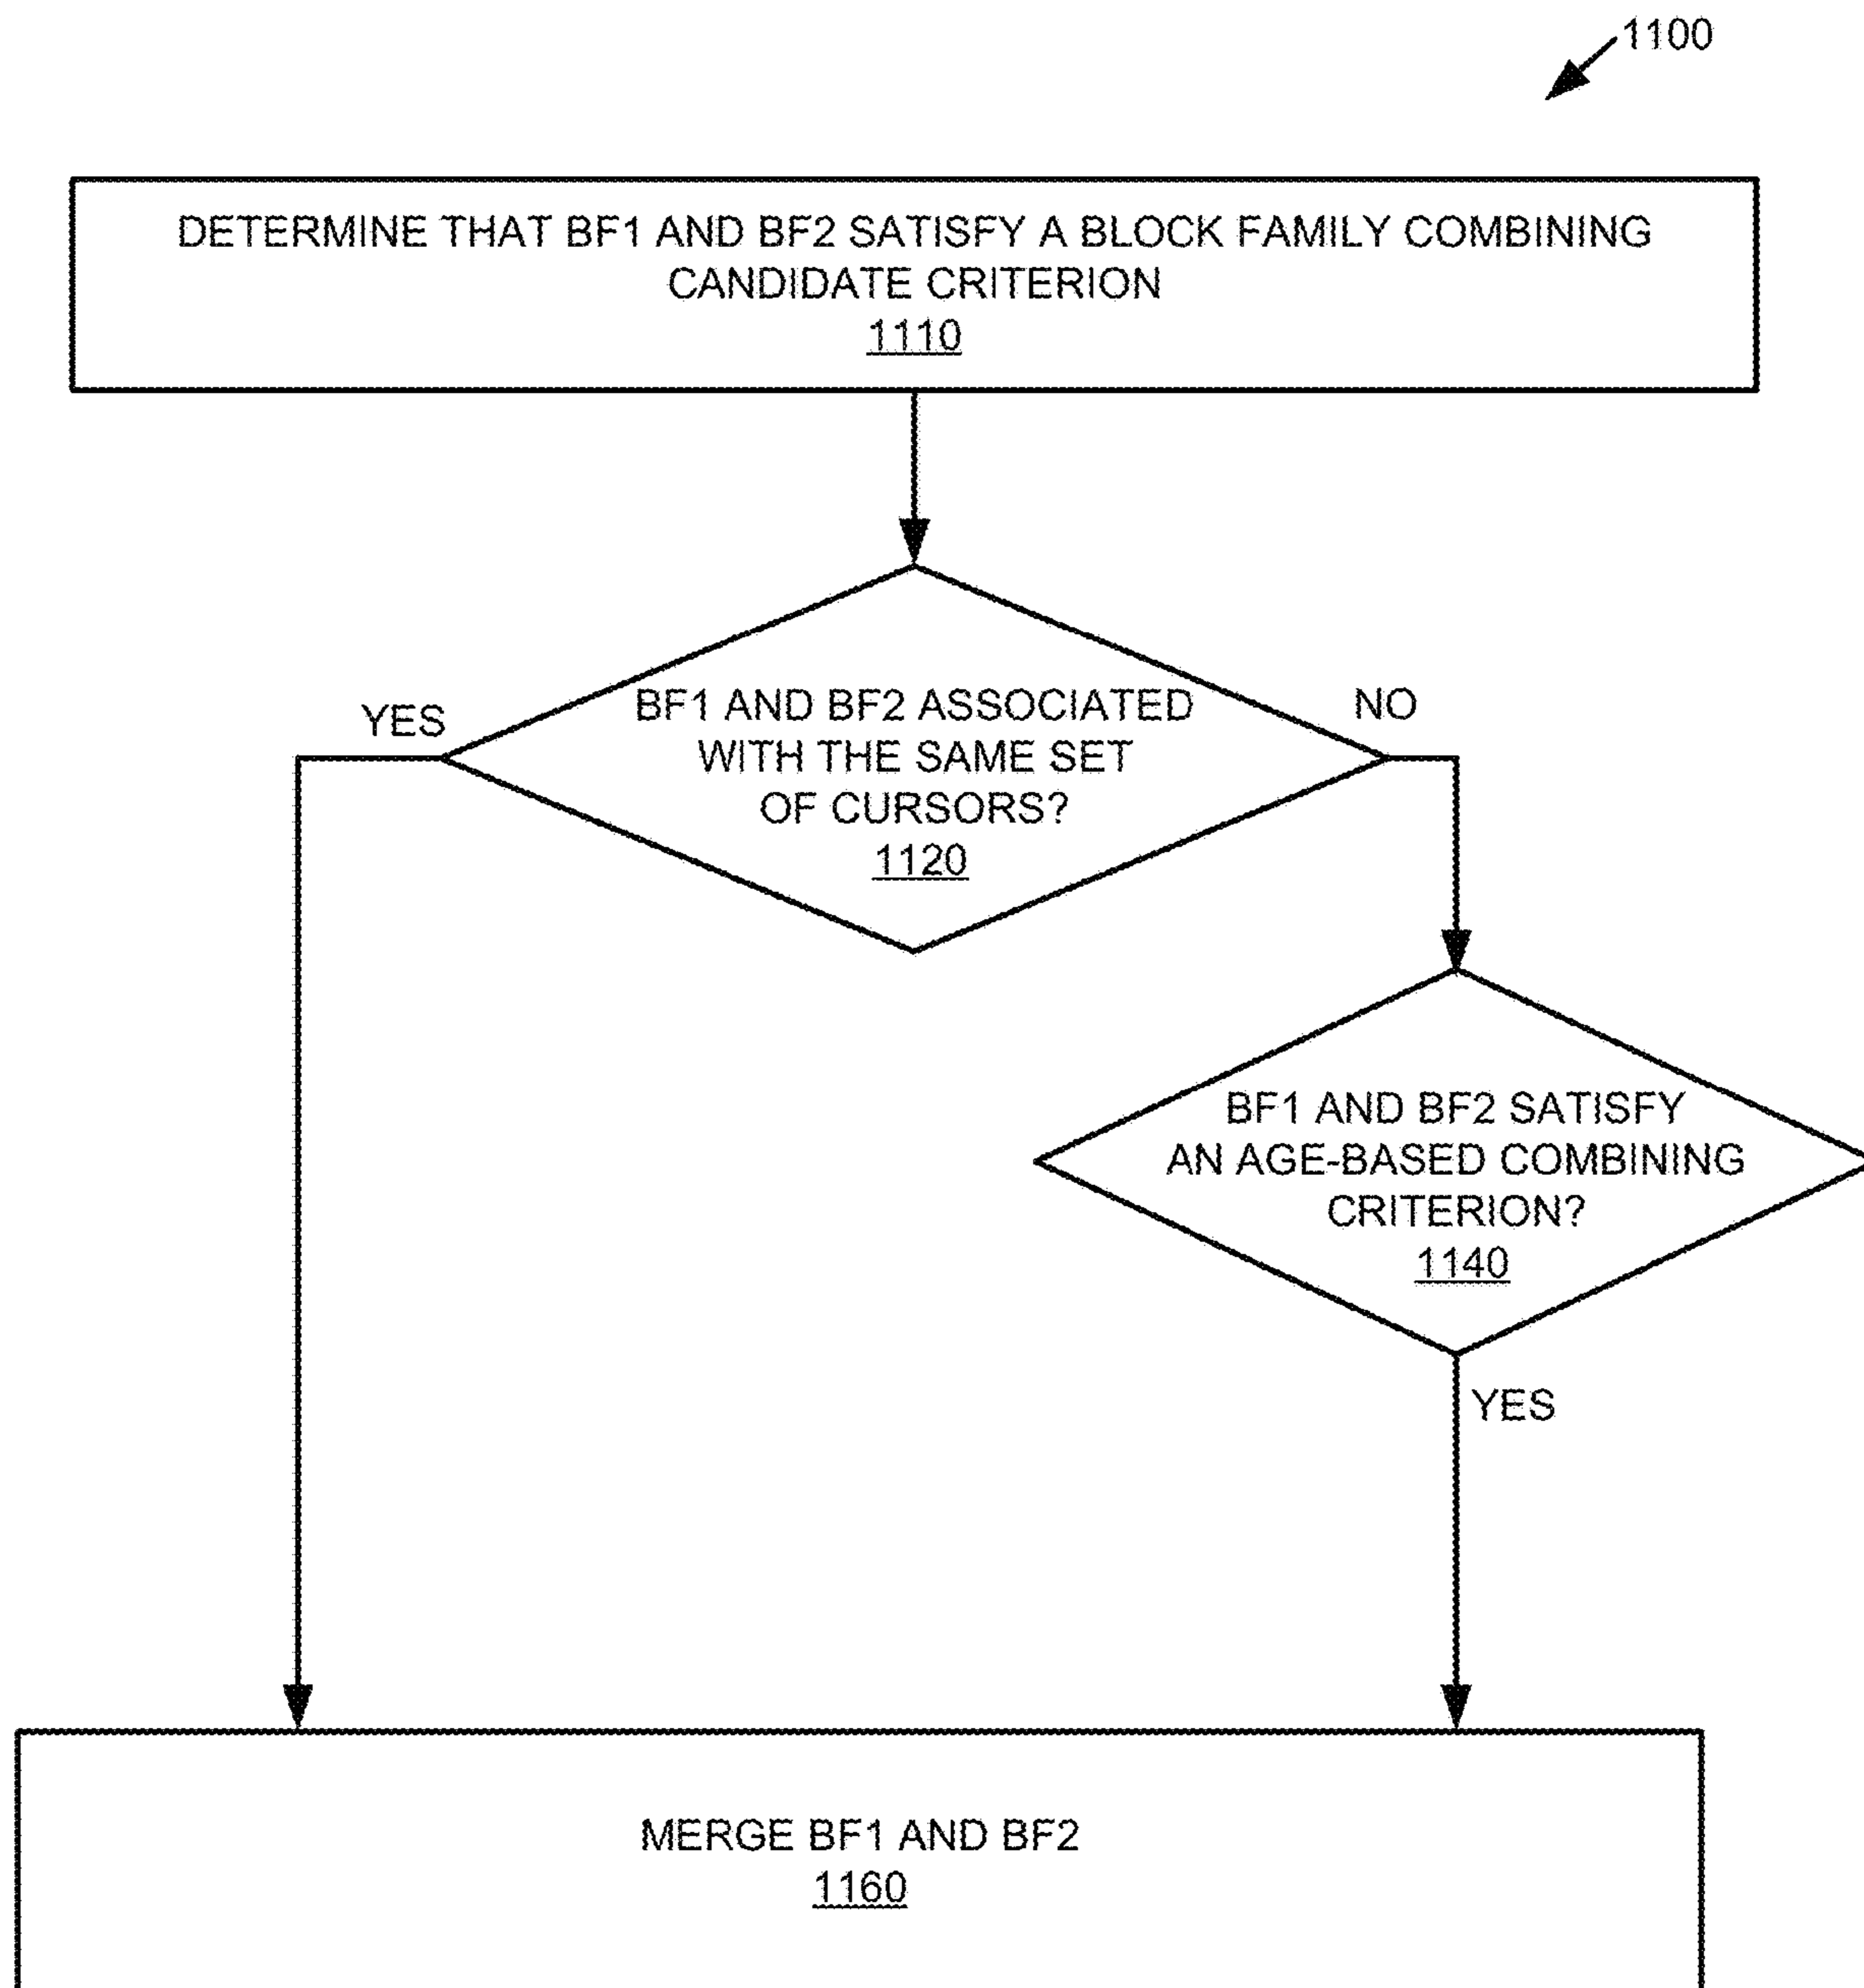 1100
DETERMINE THAT BF1 AND BF2 SATISFY A BLOCK FAMILY COMBINING
CANDIDATE CRITERION
1110
BF1 AND BF2 ASSOCIATED
WITH THE SAME SET
OF CURSORS?
1120
YES
NO
BF1 AND BF2 SATISFY
AN AGE-BASED COMBINING
CRITERION?
1140
YES
MERGE BF1 AND BF2
1160